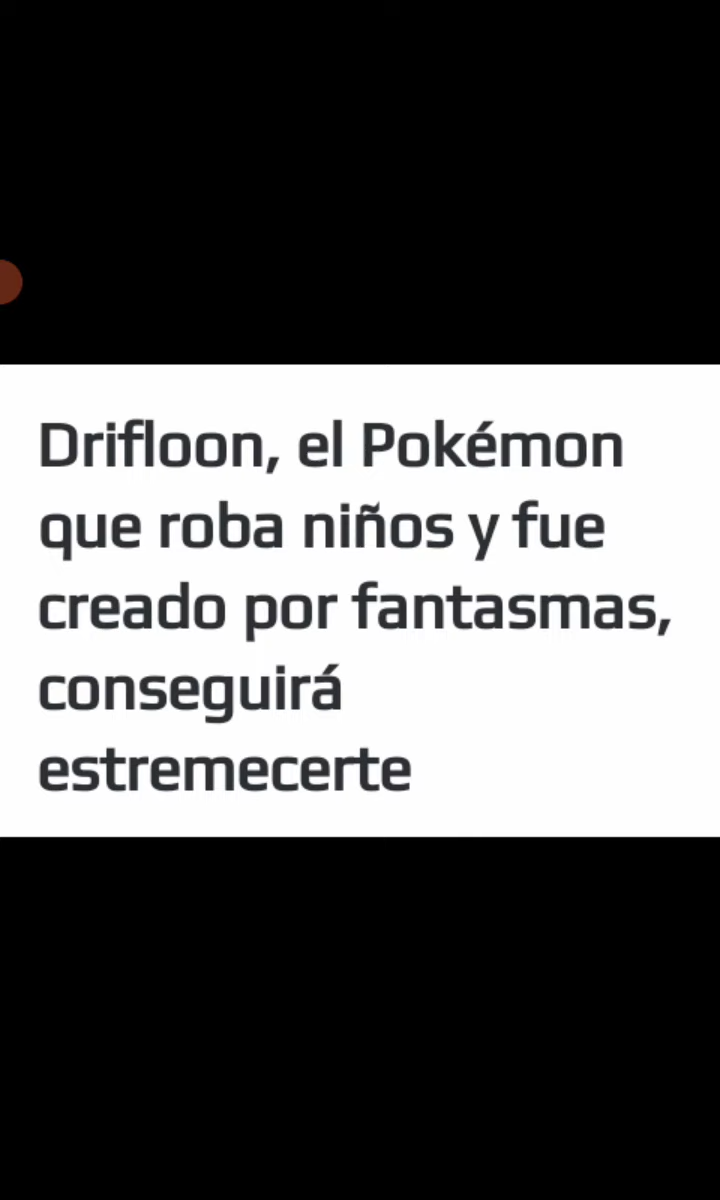 Drifloon, el Pokémon
que roba niños y fue
creado por fantasmas,
conseguirá
estremecerte